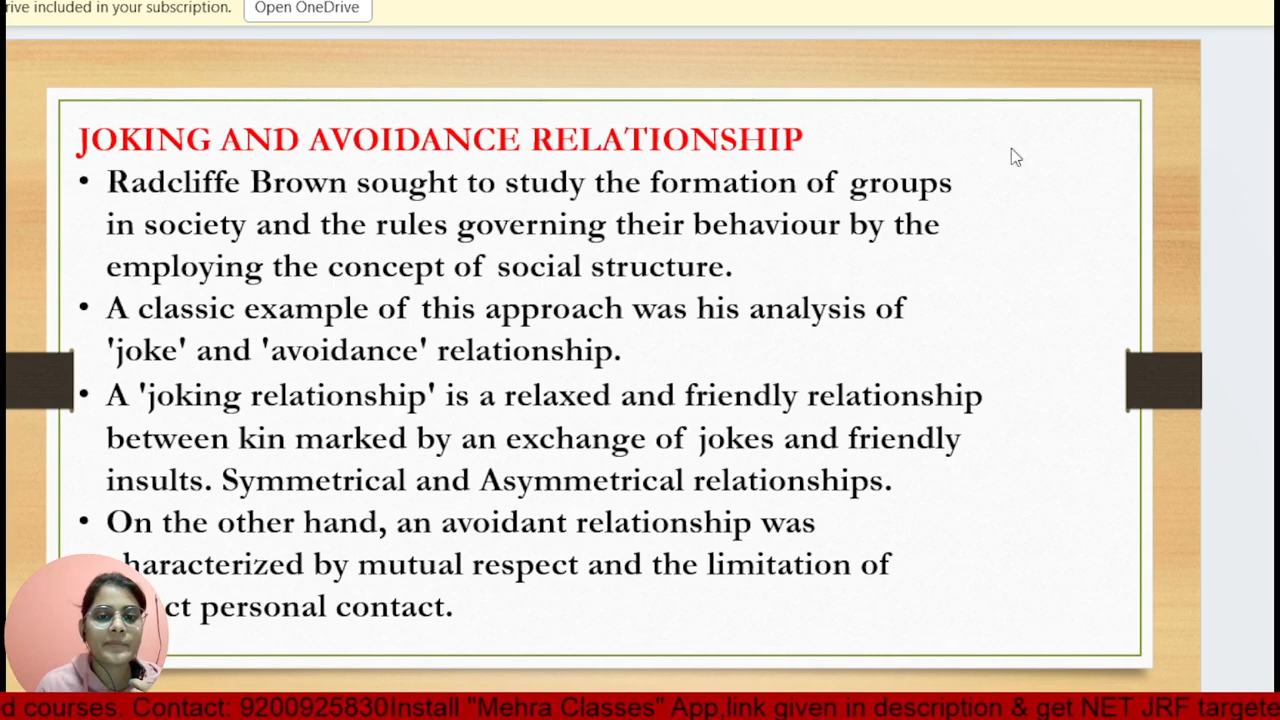 rive included in your subscription. Open OneDrive
JOKING AND AVOIDANCE RELATIONSHIP
• Radcliffe Brown sought to study the formation of groups
in society and the rules governing their behaviour by the
employing the concept of social structure.
• A classic example of this approach was his analysis of
'joke' and 'avoidance' relationship.
• A 'joking relationship' is a relaxed and friendly relationship
between kin marked by an exchange of jokes and friendly
insults. Symmetrical and Asymmetrical relationships.
• On the other hand, an avoidant relationship was
haracterized by mutual respect and the limitation of
ct personal contact.
d courses. Contact: 9200925830Install "Mehra Classes" App,link given in description & get NET JRF targete